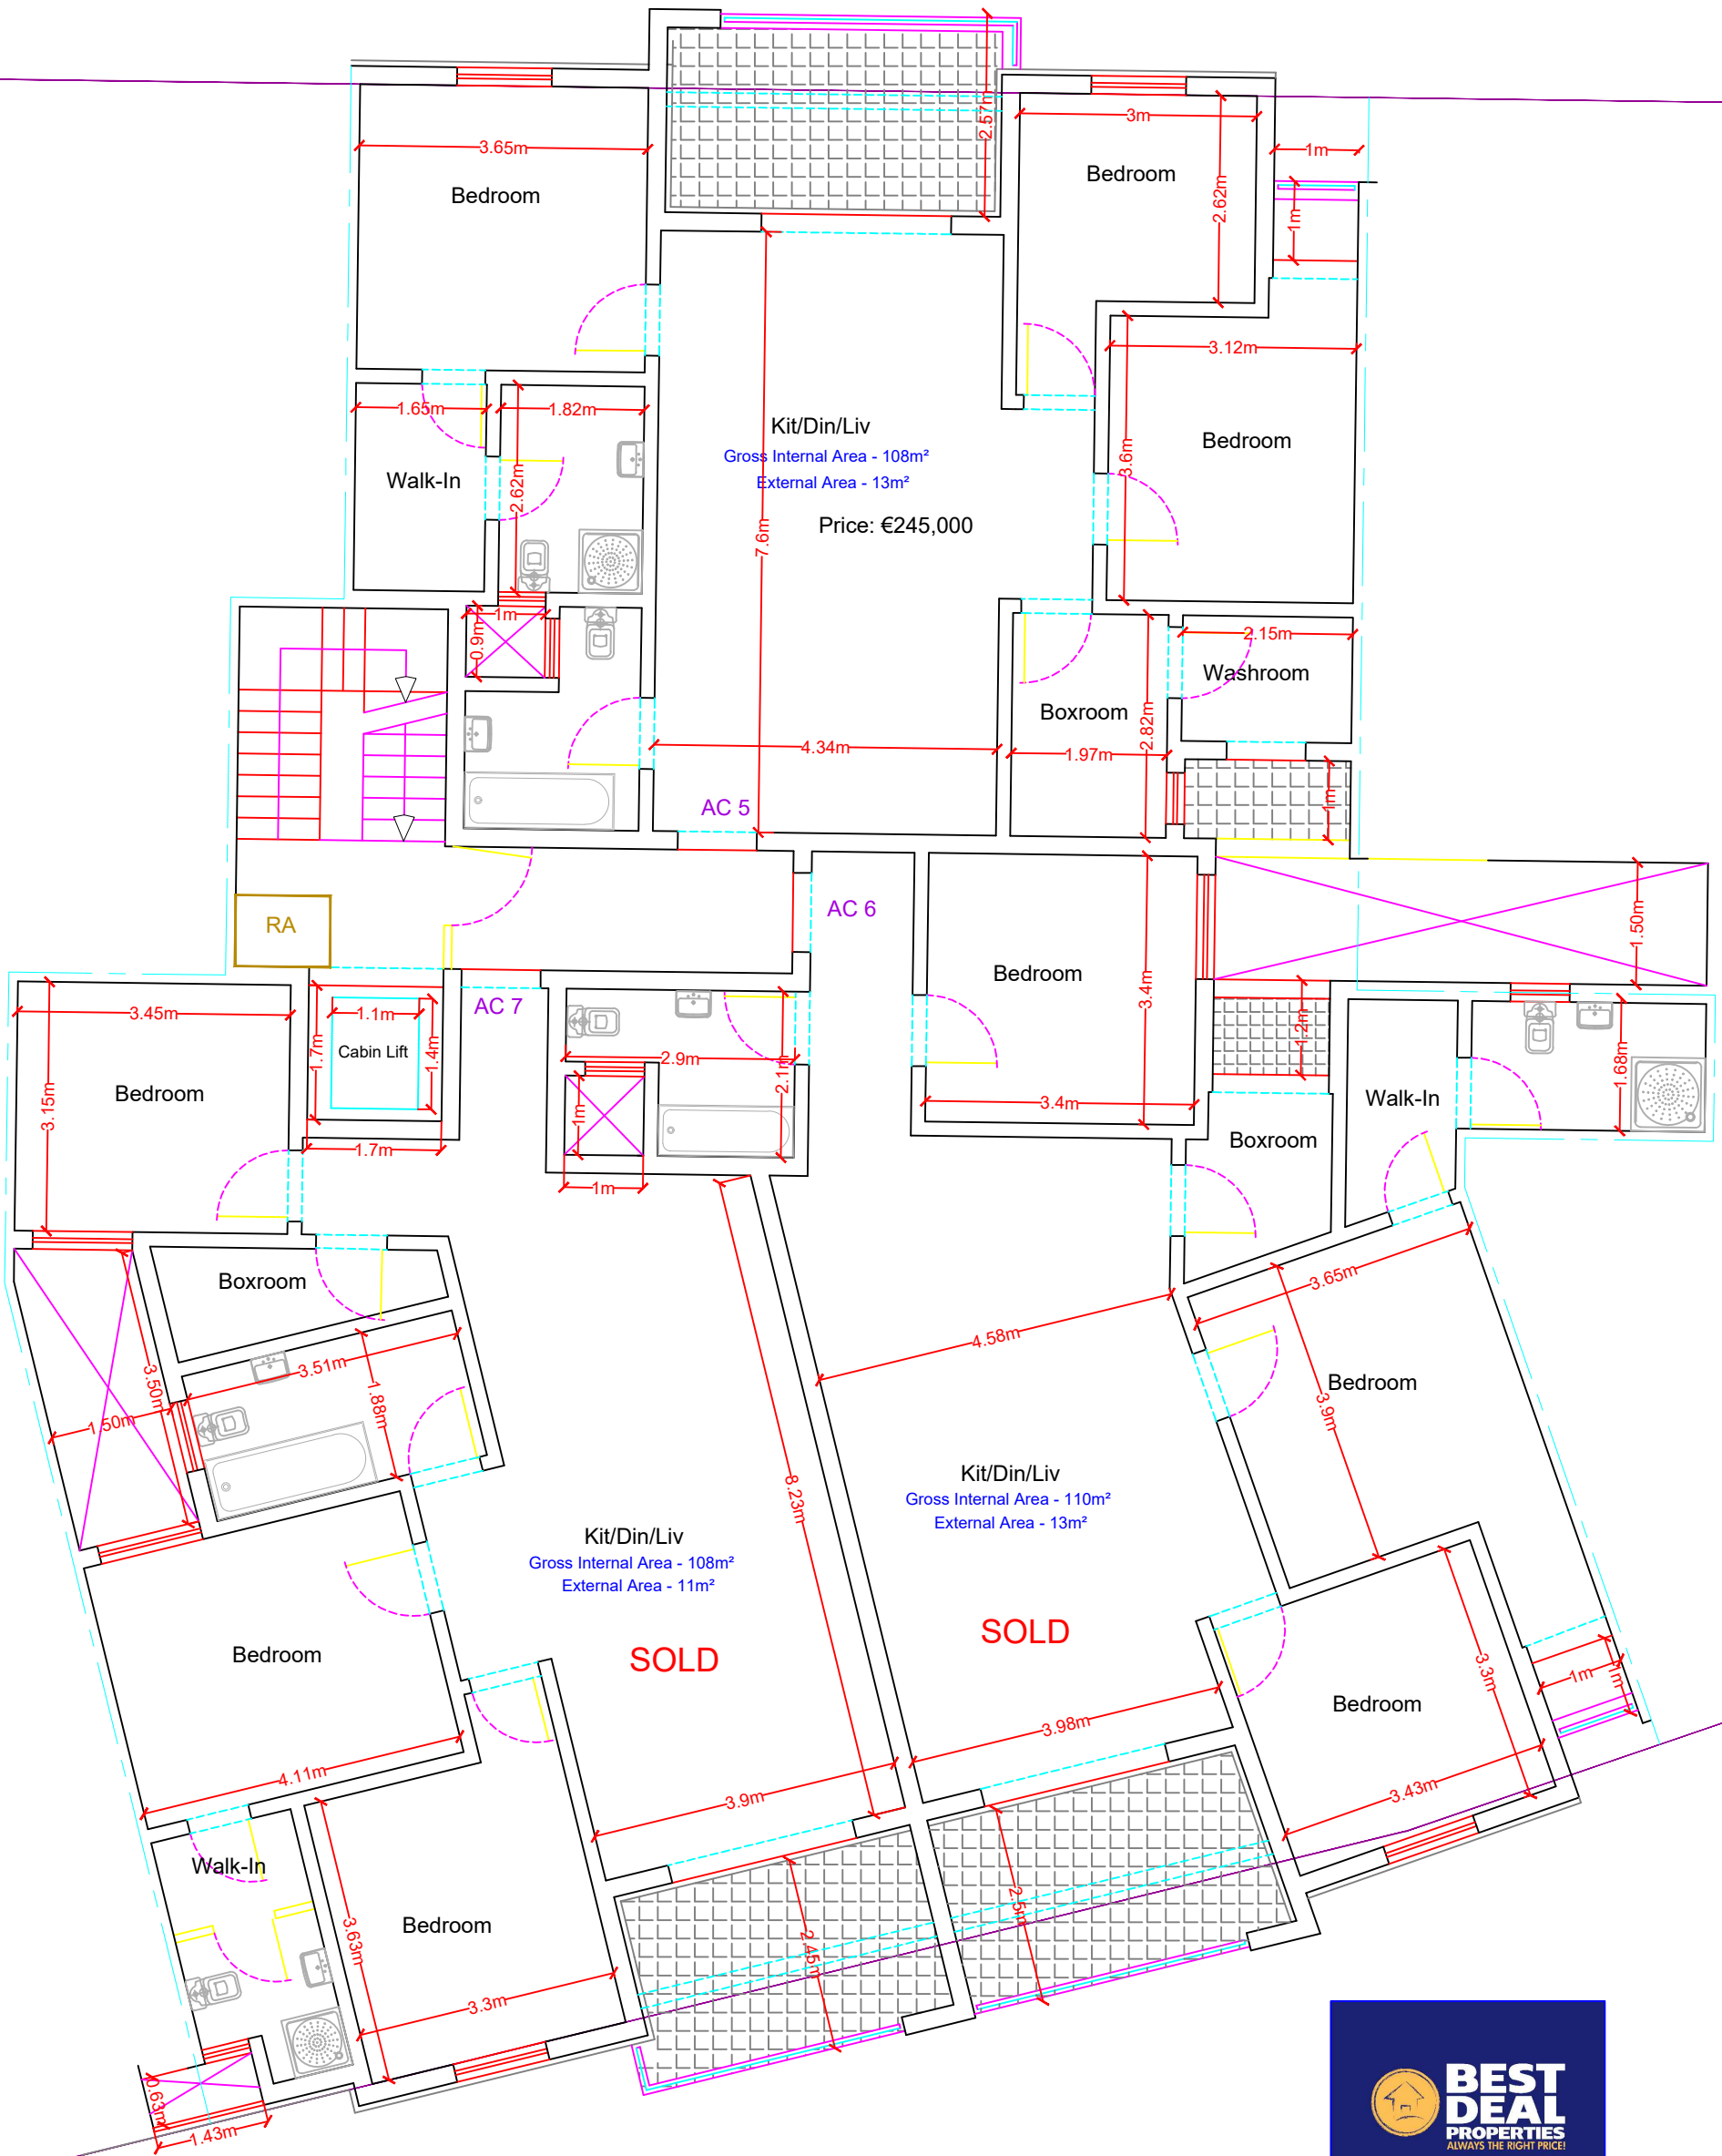 2.57m
3m
3.65m
Bedroom
Bedroom
1m
2.62m
1m
3.12m
1.65m
1.82m
Kit/Din/Liv
Gross Internal Area - 108m²
External Area - 13m²
Price: €245,000
Bedroom
3.6m
Walk-In
2.62m
7.6m
1m
0.9m
2.15m
Washroom
Boxroom
2.82m
4.34m
1.97m
1m
AC 5
AC 6
RA
1.50m
Bedroom
3.4m
AC 7
3.45m
1.1m
Cabin Lift
1.7m
1.4m
2.9m
2.1m
1.2m
1.68m
Bedroom
3.15m
1m
3.4m
Walk-In
Boxroom
1.7m
1m
Boxroom
3.65m
4.58m
3.51m
3.50m
1.88m
1.50m
Bedroom
3.9m
8.23m
Kit/Din/Liv
Gross Internal Area - 110m²
External Area - 13m²
Kit/Din/Liv
Gross Internal Area - 108m²
External Area - 11m²
SOLD
SOLD
Bedroom
3.3m
1m
1m
Bedroom
3.98m
4.11m
3.9m
3.43m
Walk-In
2.5m
Bedroom
3.63m
2.45m
3.3m
0.63m
1.43m
BEST
DEAL
PROPERTIES
ALWAYS THE RIGHT PRICE!